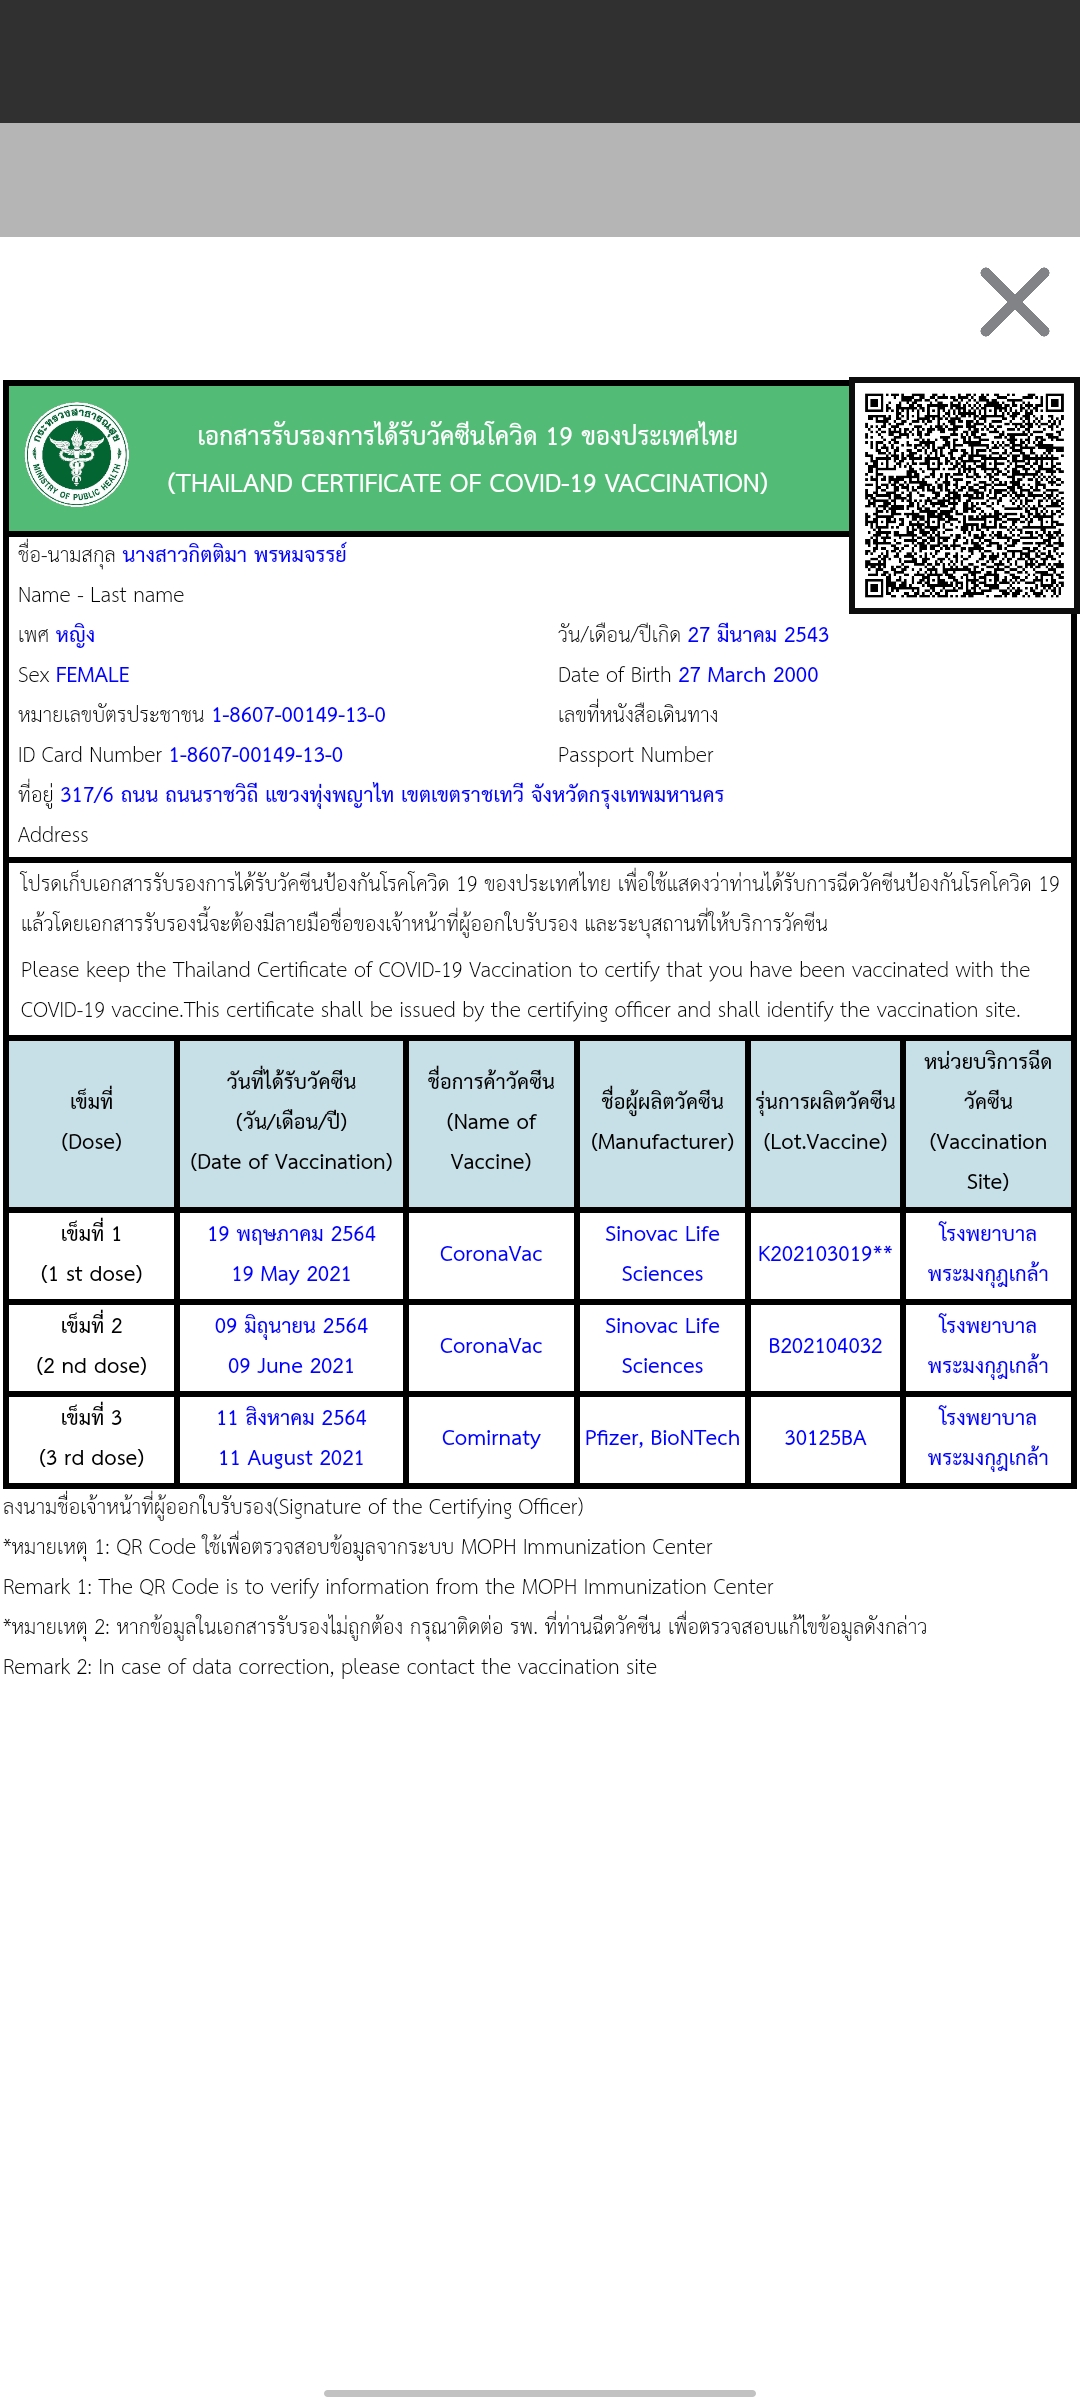 กระทรวงสาธารณสุข
MINISTRY OF PUBLIC HEALTH
เอกสารรับรองการได้รับวัคซีนโควิด 19 ของประเทศไทย
(THAILAND CERTIFICATE OF COVID-19 VACCINATION)
ชื่อ-นามสกุล นางสาวกิตติมา พรหมจรรย์
Name - Last name
เพศ หญิง
วัน/เดือน/ปีเกิด 27 มีนาคม 2543
Sex FEMALE
Date of Birth 27 March 2000
หมายเลขบัตรประชาชน 1-8607-00149-13-0
เลขที่หนังสือเดินทาง
ID Card Number 1-8607-00149-13-0
Passport Number
ที่อยู่ 317/6 ถนน ถนนราชวิถี แขวงทุ่งพญาไท เขตเขตราชเทวี จังหวัดกรุงเทพมหานคร
Address
โปรดเก็บเอกสารรับรองการได้รับวัคซีนป้องกันโรคโควิด 19 ของประเทศไทย เพื่อใช้แสดงว่าท่านได้รับการฉีดวัคซีนป้องกันโรคโควิด 19
แล้วโดยเอกสารรับรองนี้จะต้องมีลายมือชื่อของเจ้าหน้าที่ผู้ออกใบรับรอง และระบุสถานที่ให้บริการวัคซีน
Please keep the Thailand Certificate of COVID-19 Vaccination to certify that you have been vaccinated with the
COVID-19 vaccine.This certificate shall be issued by the certifying officer and shall identify the vaccination site.
เข็มที่
(Dose)
วันที่ได้รับวัคซีน
(วัน/เดือน/ปี)
(Date of Vaccination)
ชื่อการค้าวัคซีน
(Name of
Vaccine)
ชื่อผู้ผลิตวัคซีน
(Manufacturer)
รุ่นการผลิตวัคซีน
(Lot.Vaccine)
หน่วยบริการฉีด
วัคซีน
(Vaccination
Site)
เข็มที่ 1
(1 st dose)
19 พฤษภาคม 2564
19 May 2021
CoronaVac
Sinovac Life
Sciences
K202103019**
โรงพยาบาล
พระมงกุฎเกล้า
เข็มที่ 2
(2 nd dose)
09 มิถุนายน 2564
09 June 2021
CoronaVac
Sinovac Life
Sciences
B202104032
โรงพยาบาล
พระมงกุฎเกล้า
เข็มที่ 3
(3 rd dose)
11 สิงหาคม 2564
11 August 2021
Comirnaty
Pfizer, BioNTech
30125BA
โรงพยาบาล
พระมงกุฎเกล้า
ลงนามชื่อเจ้าหน้าที่ผู้ออกใบรับรอง(Signature of the Certifying Officer)
*หมายเหตุ 1: QR Code ใช้เพื่อตรวจสอบข้อมูลจากระบบ MOPH Immunization Center
Remark 1: The QR Code is to verify information from the MOPH Immunization Center
*หมายเหตุ 2: หากข้อมูลในเอกสารรับรองไม่ถูกต้อง กรุณาติดต่อ รพ. ที่ท่านฉีดวัคซีน เพื่อตรวจสอบแก้ไขข้อมูลดังกล่าว
Remark 2: In case of data correction, please contact the vaccination site